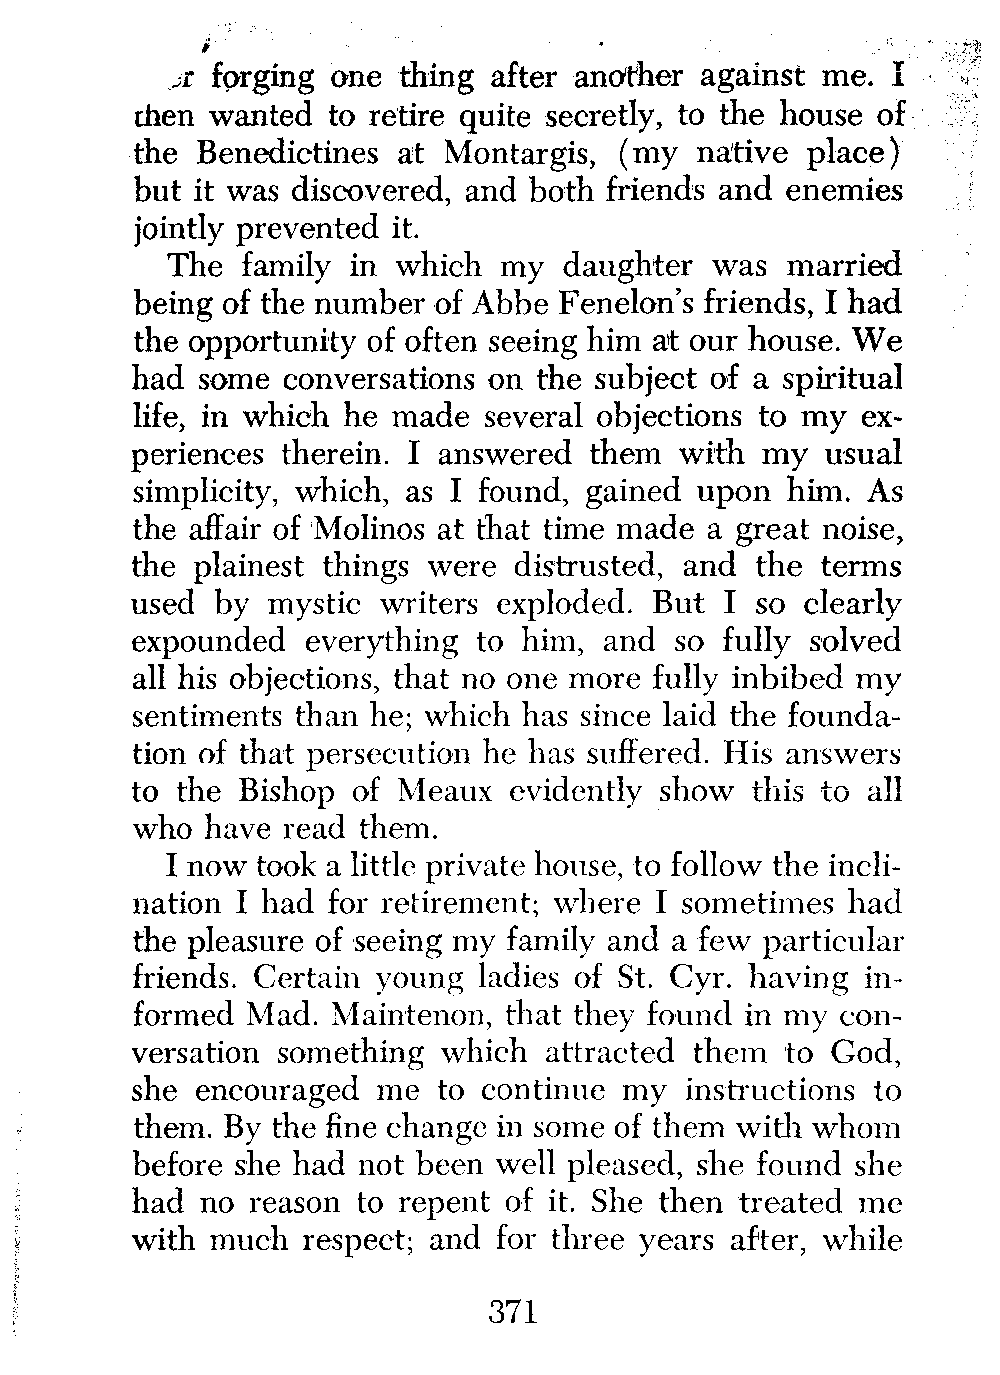 forging one thing after another against me. I
then wanted to retire quite secretly, to the house of
the Benedictines at Montargis, (my native place)
but it was discovered, and both friends and enemies
jointly prevented it.
The family in which my daughter was married
being of the number of Abbe Fenelon's friends, I had
the opportunity of often seeing him at our house. We
had some conversations on the subject of a spiritual
life, in which he made several objections to my ex-
periences therein. I answered them with my usual
simplicity, which, as I found, gained upon him. As
the affair of Molinos at that time made a great noise,
the plainest things were distrusted, and the terms
used by mystic writers exploded. But I so clearly
expounded everything to him, and so fully solved
all his objections, that no one more fully inbibed my
sentiments than he; which has since laid the founda-
tion of that persecution he has suffered. His answers
to the Bishop of Meaux evidently show this to all
who have read them.
I now took a little private house, to follow the incli-
nation I had for retirement; where I sometimes had
the pleasure of seeing my family and a few particular
friends. Certain young ladies of St. Cyr. having in-
formed Mad. Maintenon, that they found in my con-
versation something which attracted them to God,
she encouraged me to continue my instructions to
them. By the fine change in some of them with whom
before she had not been well pleased, she found she
had no reason to repent of it. She then treated me
with much respect; and for three years after, while
371